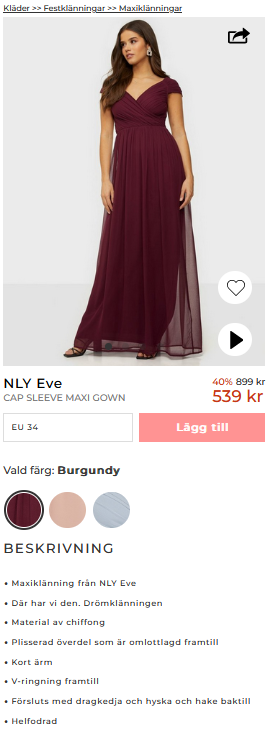 Kläder >> Festklänningar >> Maxiklänningar
NLY Eve
40% 899 kr
CAP SLEEVE MAXI GOWN
539 kr
EU 34
Lägg till
Vald färg: Burgundy
BESKRIVNING
• Maxiklänning från NLY Eve
• Där har vi den. Drömklänningen
• Material av chiffong
• Plisserad överdel som är omlottlagd framtill
• Kort ärm
• V-ringning framtill
• Försluts med dragkedja och hyska och hake baktill
• Helfodrad